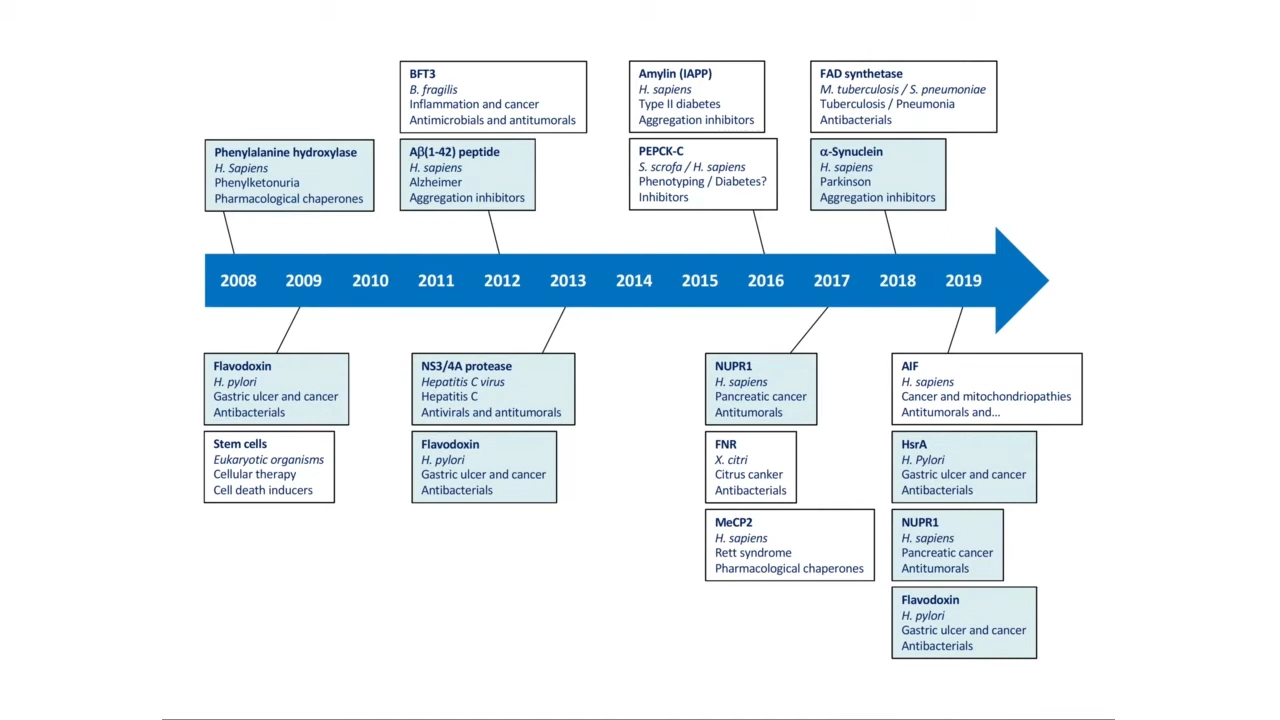 BFT3
B. fragilis
Inflammation and cancer
Antimicrobials and antitumorals
Amylin (IAPP)
H. sapiens
Type II diabetes
Aggregation inhibitors
FAD synthetase
M. tuberculosis / S. pneumoniae
Tuberculosis / Pneumonia
Antibacterials
Phenylalanine hydroxylase
H. Sapiens
Phenylketonuria
Pharmacological chaperones
Aβ(1-42) peptide
H. sapiens
Alzheimer
Aggregation inhibitors
PEPCK-C
S. scrofa / H. sapiens
Phenotyping / Diabetes?
Inhibitors
α-Synuclein
H. sapiens
Parkinson
Aggregation inhibitors
2008 2009 2010 2011 2012 2013 2014 2015 2016 2017 2018 2019
Flavodoxin
H. pylori
Gastric ulcer and cancer
Antibacterials
Stem cells
Eukaryotic organisms
Cellular therapy
Cell death inducers
NS3/4A protease
Hepatitis C virus
Hepatitis C
Antivirals and antitumorals
Flavodoxin
H. pylori
Gastric ulcer and cancer
Antibacterials
NUPR1
H. sapiens
Pancreatic cancer
Antitumorals
FNR
X. citri
Citrus canker
Antibacterials
MeCP2
H. sapiens
Rett syndrome
Pharmacological chaperones
AIF
H. sapiens
Cancer and mitochondriopathies
Antitumorals and...
HsrA
H. Pylori
Gastric ulcer and cancer
Antibacterials
NUPR1
H. sapiens
Pancreatic cancer
Antitumorals
Flavodoxin
H. pylori
Gastric ulcer and cancer
Antibacterials